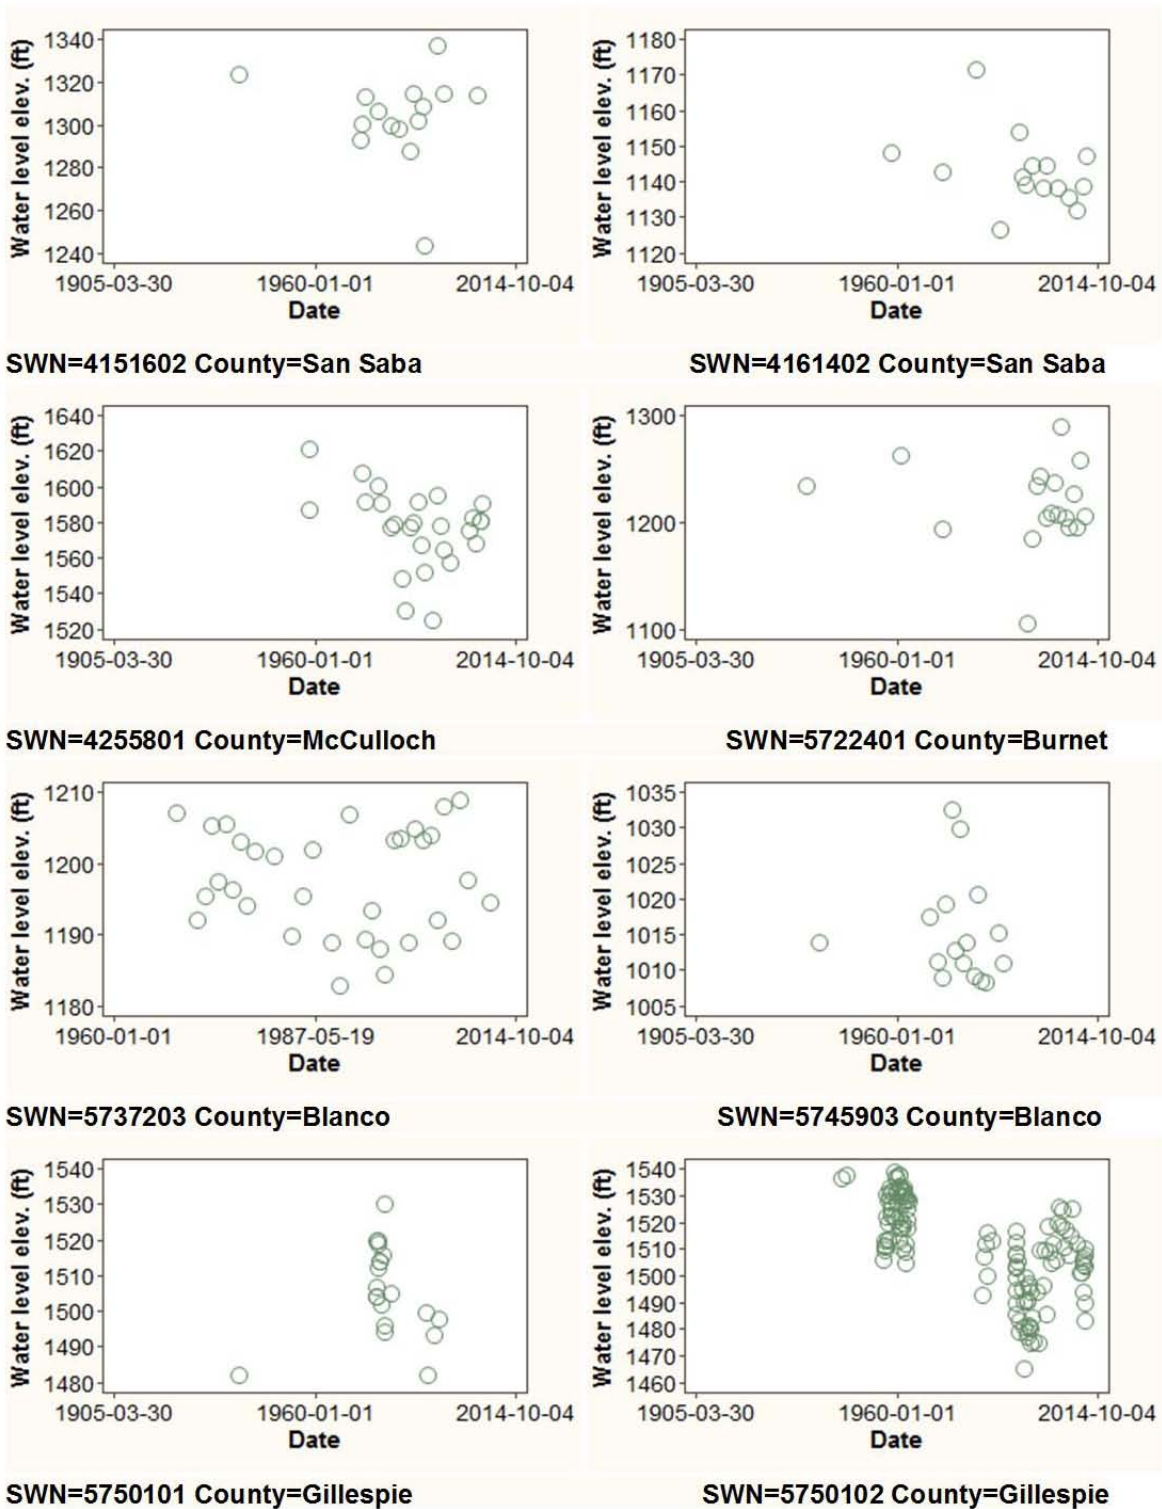 Water level elev. (ft)
1340
1320
1300
1280
1260
1240
1905-03-30 1960-01-01 2014-10-04
Date
SWN=4151602 County=San Saba
Water level elev. (ft)
1180
1170
1160
1150
1140
1130
1120
1905-03-30 1960-01-01 2014-10-04
Date
SWN=4161402 County=San Saba
Water level elev. (ft)
1640
1620
1600
1580
1560
1540
1520
1905-03-30 1960-01-01 2014-10-04
Date
SWN=4255801 County=McCulloch
Water level elev. (ft)
1300
1200
1100
1905-03-30 1960-01-01 2014-10-04
Date
SWN=5722401 County=Burnet
Water level elev. (ft)
1210
1200
1190
1180
1960-01-01 1987-05-19 2014-10-04
Date
SWN=5737203 County=Blanco
Water level elev. (ft)
1035
1030
1025
1020
1015
1010
1005
1905-03-30 1960-01-01 2014-10-04
Date
SWN=5745903 County=Blanco
Water level elev. (ft)
1540
1530
1520
1510
1500
1490
1480
1905-03-30 1960-01-01 2014-10-04
Date
SWN=5750101 County=Gillespie
Water level elev. (ft)
1540
1530
1520
1510
1500
1490
1480
1470
1460
1905-03-30 1960-01-01 2014-10-04
Date
SWN=5750102 County=Gillespie